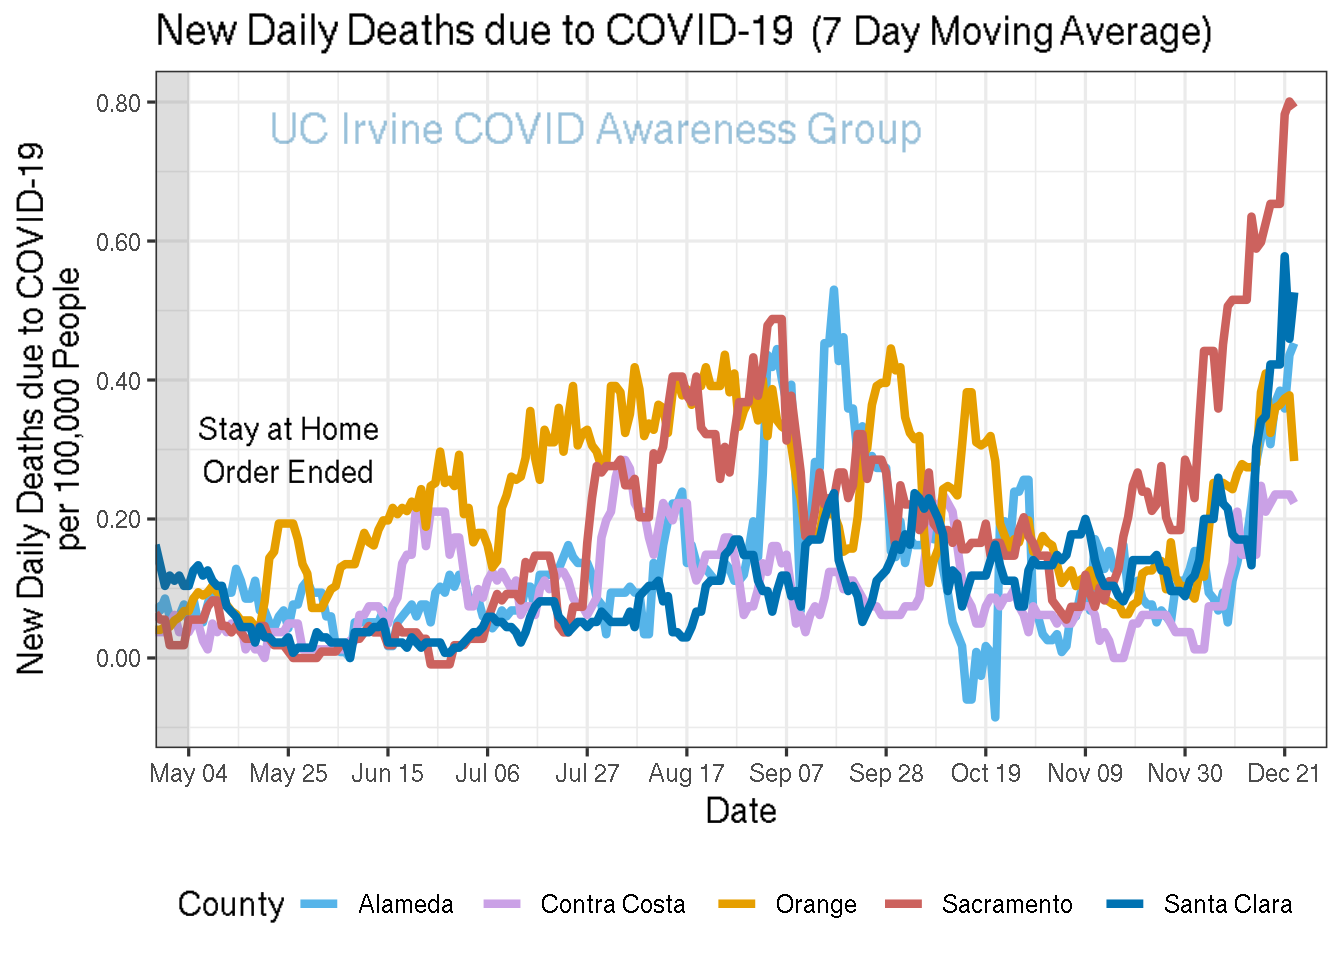 New Daily Deaths due to COVID-19 (7 Day Moving Average)
New Daily Deaths due to COVID-19
per 100,000 People
0.80
0.60
0.40
0.20
0.00
UC Irvine COVID Awareness Group
Stay at Home
Order Ended
May 04 May 25 Jun 15 Jul 06 Jul 27 Aug 17 Sep 07 Sep 28 Oct 19 Nov 09 Nov 30 Dec 21
Date
County Alameda Contra Costa Orange Sacramento Santa Clara